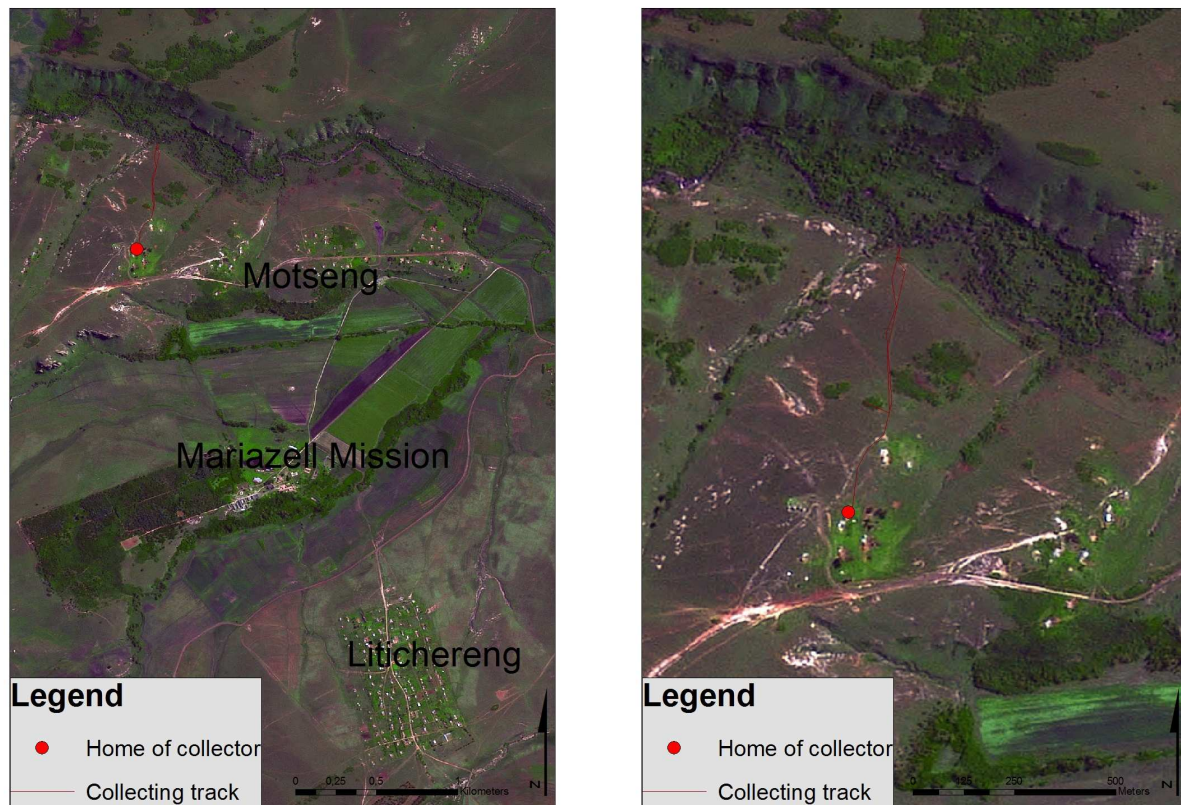 Motseng
Mariazell Mission
Litichereng
Legend
Home of collector
Collecting track
0 0,25 0,5 1
Kilometers
N
Legend
Home of collector
Collecting track
0 125 250 500
Meters
N